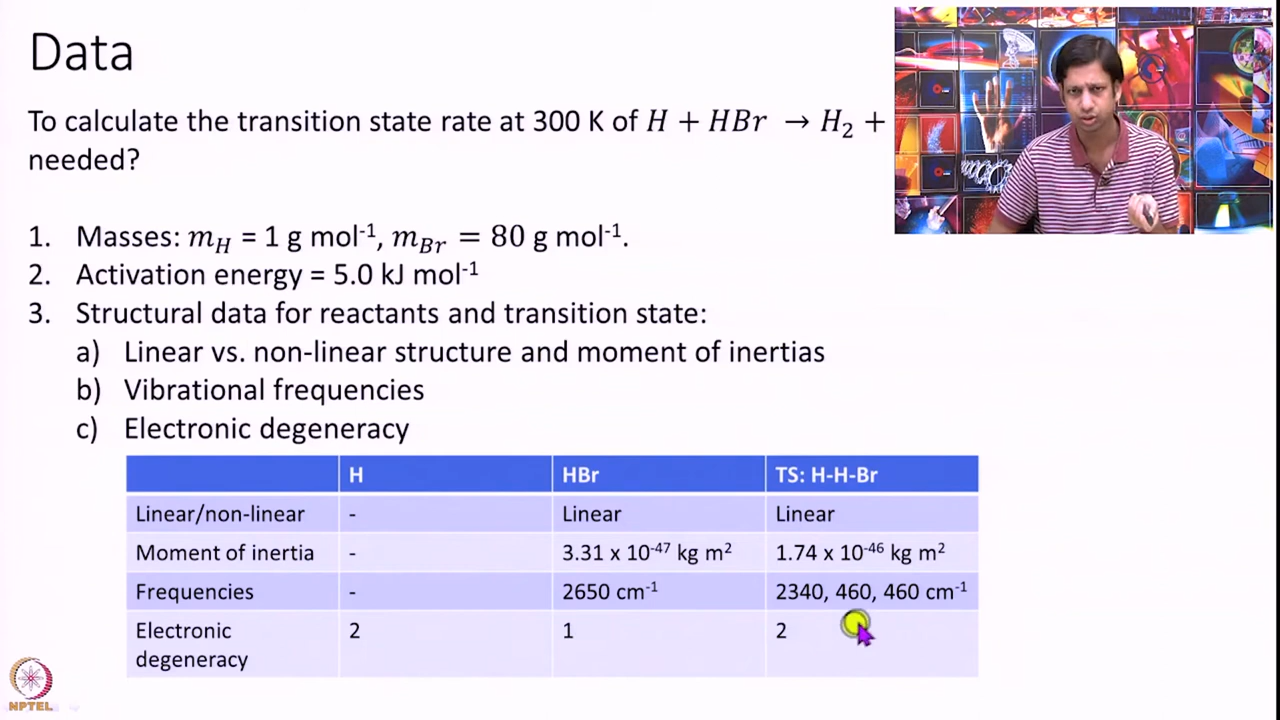 Data
To calculate the transition state rate at 300 K of H + HBr → H₂ +
needed?
1. Masses: m_H = 1 g mol⁻¹, m_Br = 80 g mol⁻¹.
2. Activation energy = 5.0 kJ mol⁻¹
3. Structural data for reactants and transition state:
a) Linear vs. non-linear structure and moment of inertias
b) Vibrational frequencies
c) Electronic degeneracy
H HBr TS: H-H-Br
Linear/non-linear - Linear Linear
Moment of inertia - 3.31 x 10⁻⁴⁷ kg m² 1.74 x 10⁻⁴⁶ kg m²
Frequencies - 2650 cm⁻¹ 2340, 460, 460 cm⁻¹
Electronic degeneracy 2 1 2
NPTEL